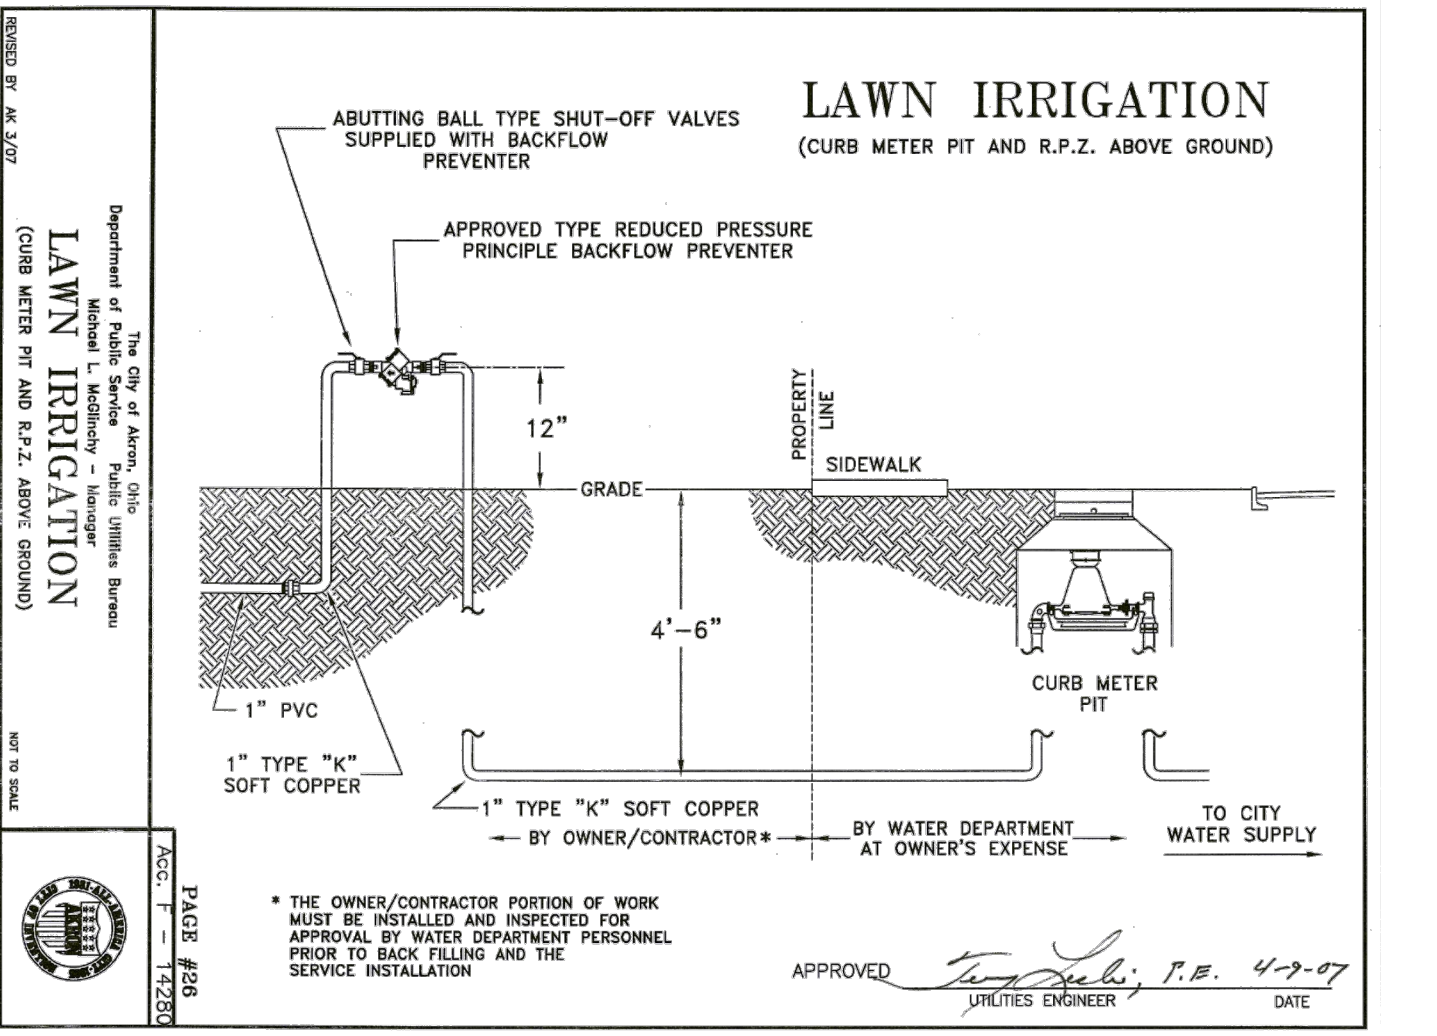 LAWN IRRIGATION
(CURB METER PIT AND R.P.Z. ABOVE GROUND)
ABUTTING BALL TYPE SHUT-OFF VALVES
SUPPLIED WITH BACKFLOW
PREVENTER
APPROVED TYPE REDUCED PRESSURE
PRINCIPLE BACKFLOW PREVENTER
12"
GRADE
PROPERTY
LINE
SIDEWALK
4'-6"
CURB METER
PIT
1" PVC
1" TYPE "K"
SOFT COPPER
1" TYPE "K" SOFT COPPER
BY OWNER/CONTRACTOR*
BY WATER DEPARTMENT
AT OWNER'S EXPENSE
TO CITY
WATER SUPPLY
* THE OWNER/CONTRACTOR PORTION OF WORK
MUST BE INSTALLED AND INSPECTED FOR
APPROVAL BY WATER DEPARTMENT PERSONNEL
PRIOR TO BACK FILLING AND THE
SERVICE INSTALLATION
APPROVED
P.E. 4-9-07
UTILITIES ENGINEER
DATE
The City of Akron, Ohio
Department of Public Service Public Utilities Bureau
Michael L. McGlinchy - Manager
LAWN IRRIGATION
(CURB METER PIT AND R.P.Z. ABOVE GROUND)
REVISED BY AK 3/07
NOT TO SCALE
PAGE #26
Acc. F - 14280
CITY OF AKRON
AKRON